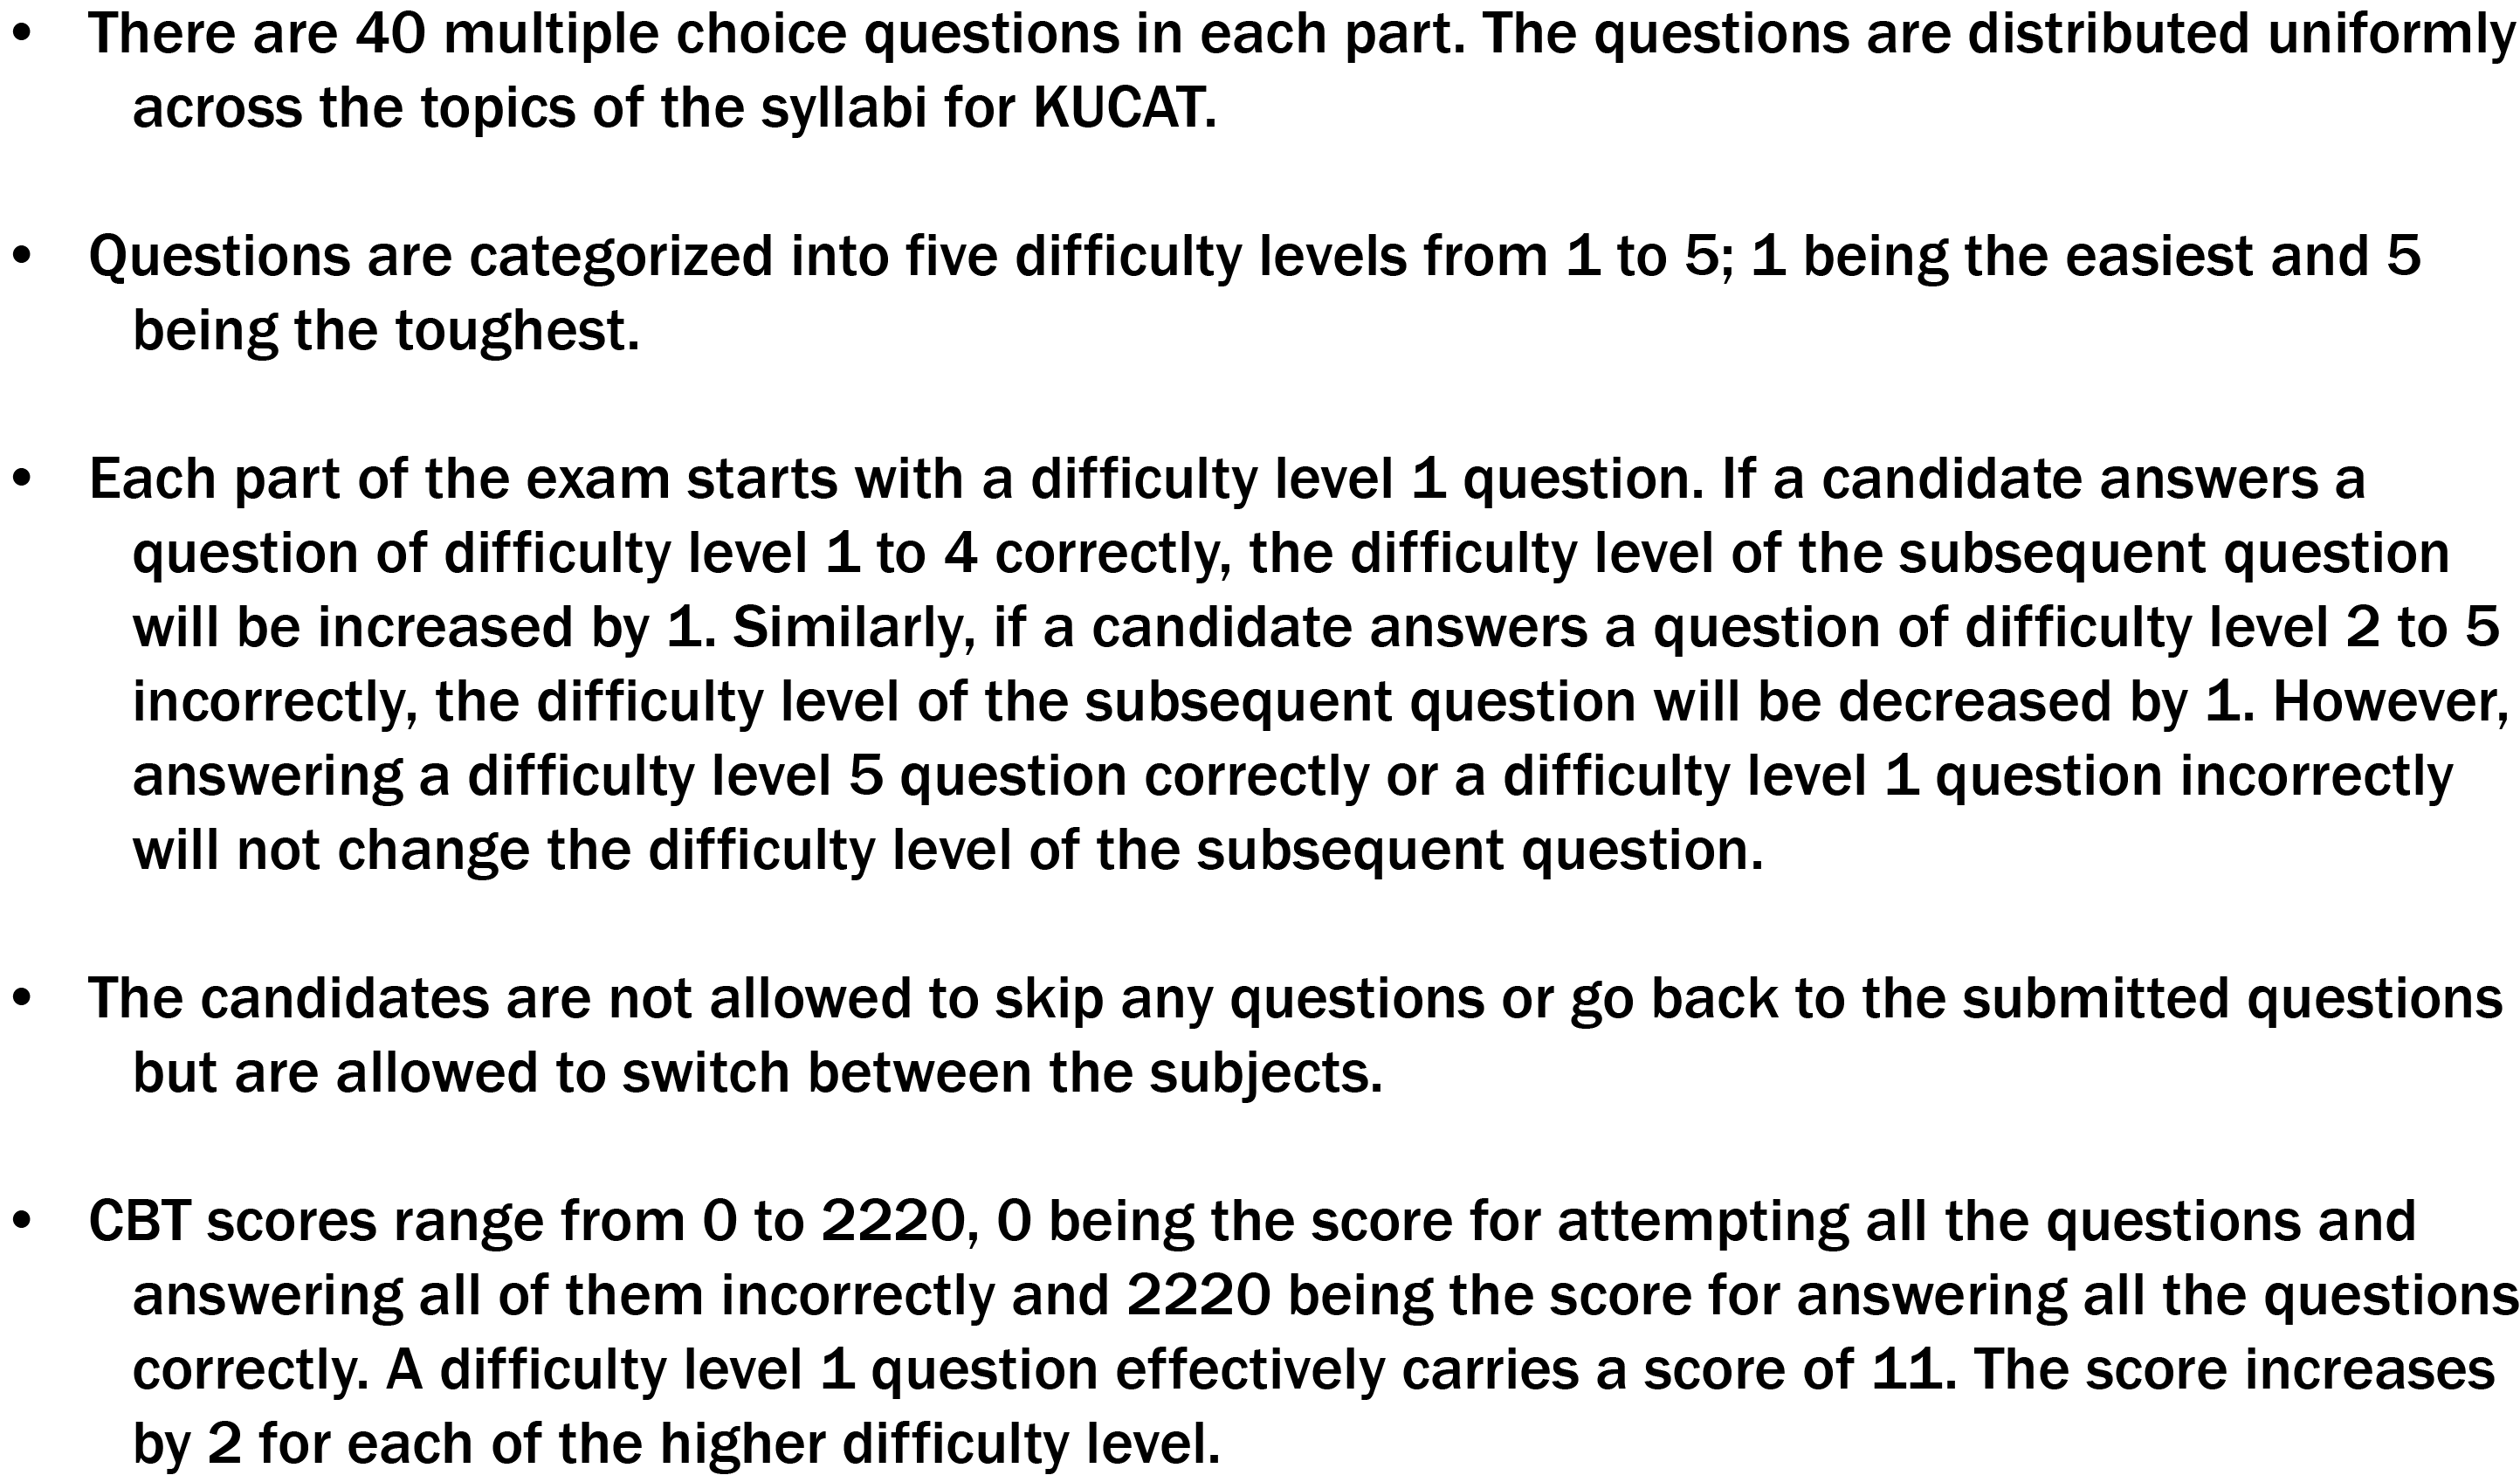 • There are 40 multiple choice questions in each part. The questions are distributed uniformly
across the topics of the syllabi for KUCAT.
• Questions are categorized into five difficulty levels from 1 to 5; 1 being the easiest and 5
being the toughest.
• Each part of the exam starts with a difficulty level 1 question. If a candidate answers a
question of difficulty level 1 to 4 correctly, the difficulty level of the subsequent question
will be increased by 1. Similarly, if a candidate answers a question of difficulty level 2 to 5
incorrectly, the difficulty level of the subsequent question will be decreased by 1. However,
answering a difficulty level 5 question correctly or a difficulty level 1 question incorrectly
will not change the difficulty level of the subsequent question.
• The candidates are not allowed to skip any questions or go back to the submitted questions
but are allowed to switch between the subjects.
• CBT scores range from 0 to 2220, 0 being the score for attempting all the questions and
answering all of them incorrectly and 2220 being the score for answering all the questions
correctly. A difficulty level 1 question effectively carries a score of 11. The score increases
by 2 for each of the higher difficulty level.